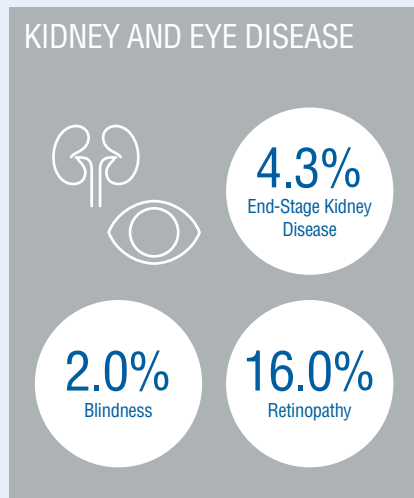 KIDNEY AND EYE DISEASE
4.3%
End-Stage Kidney
Disease
2.0%
Blindness
16.0%
Retinopathy